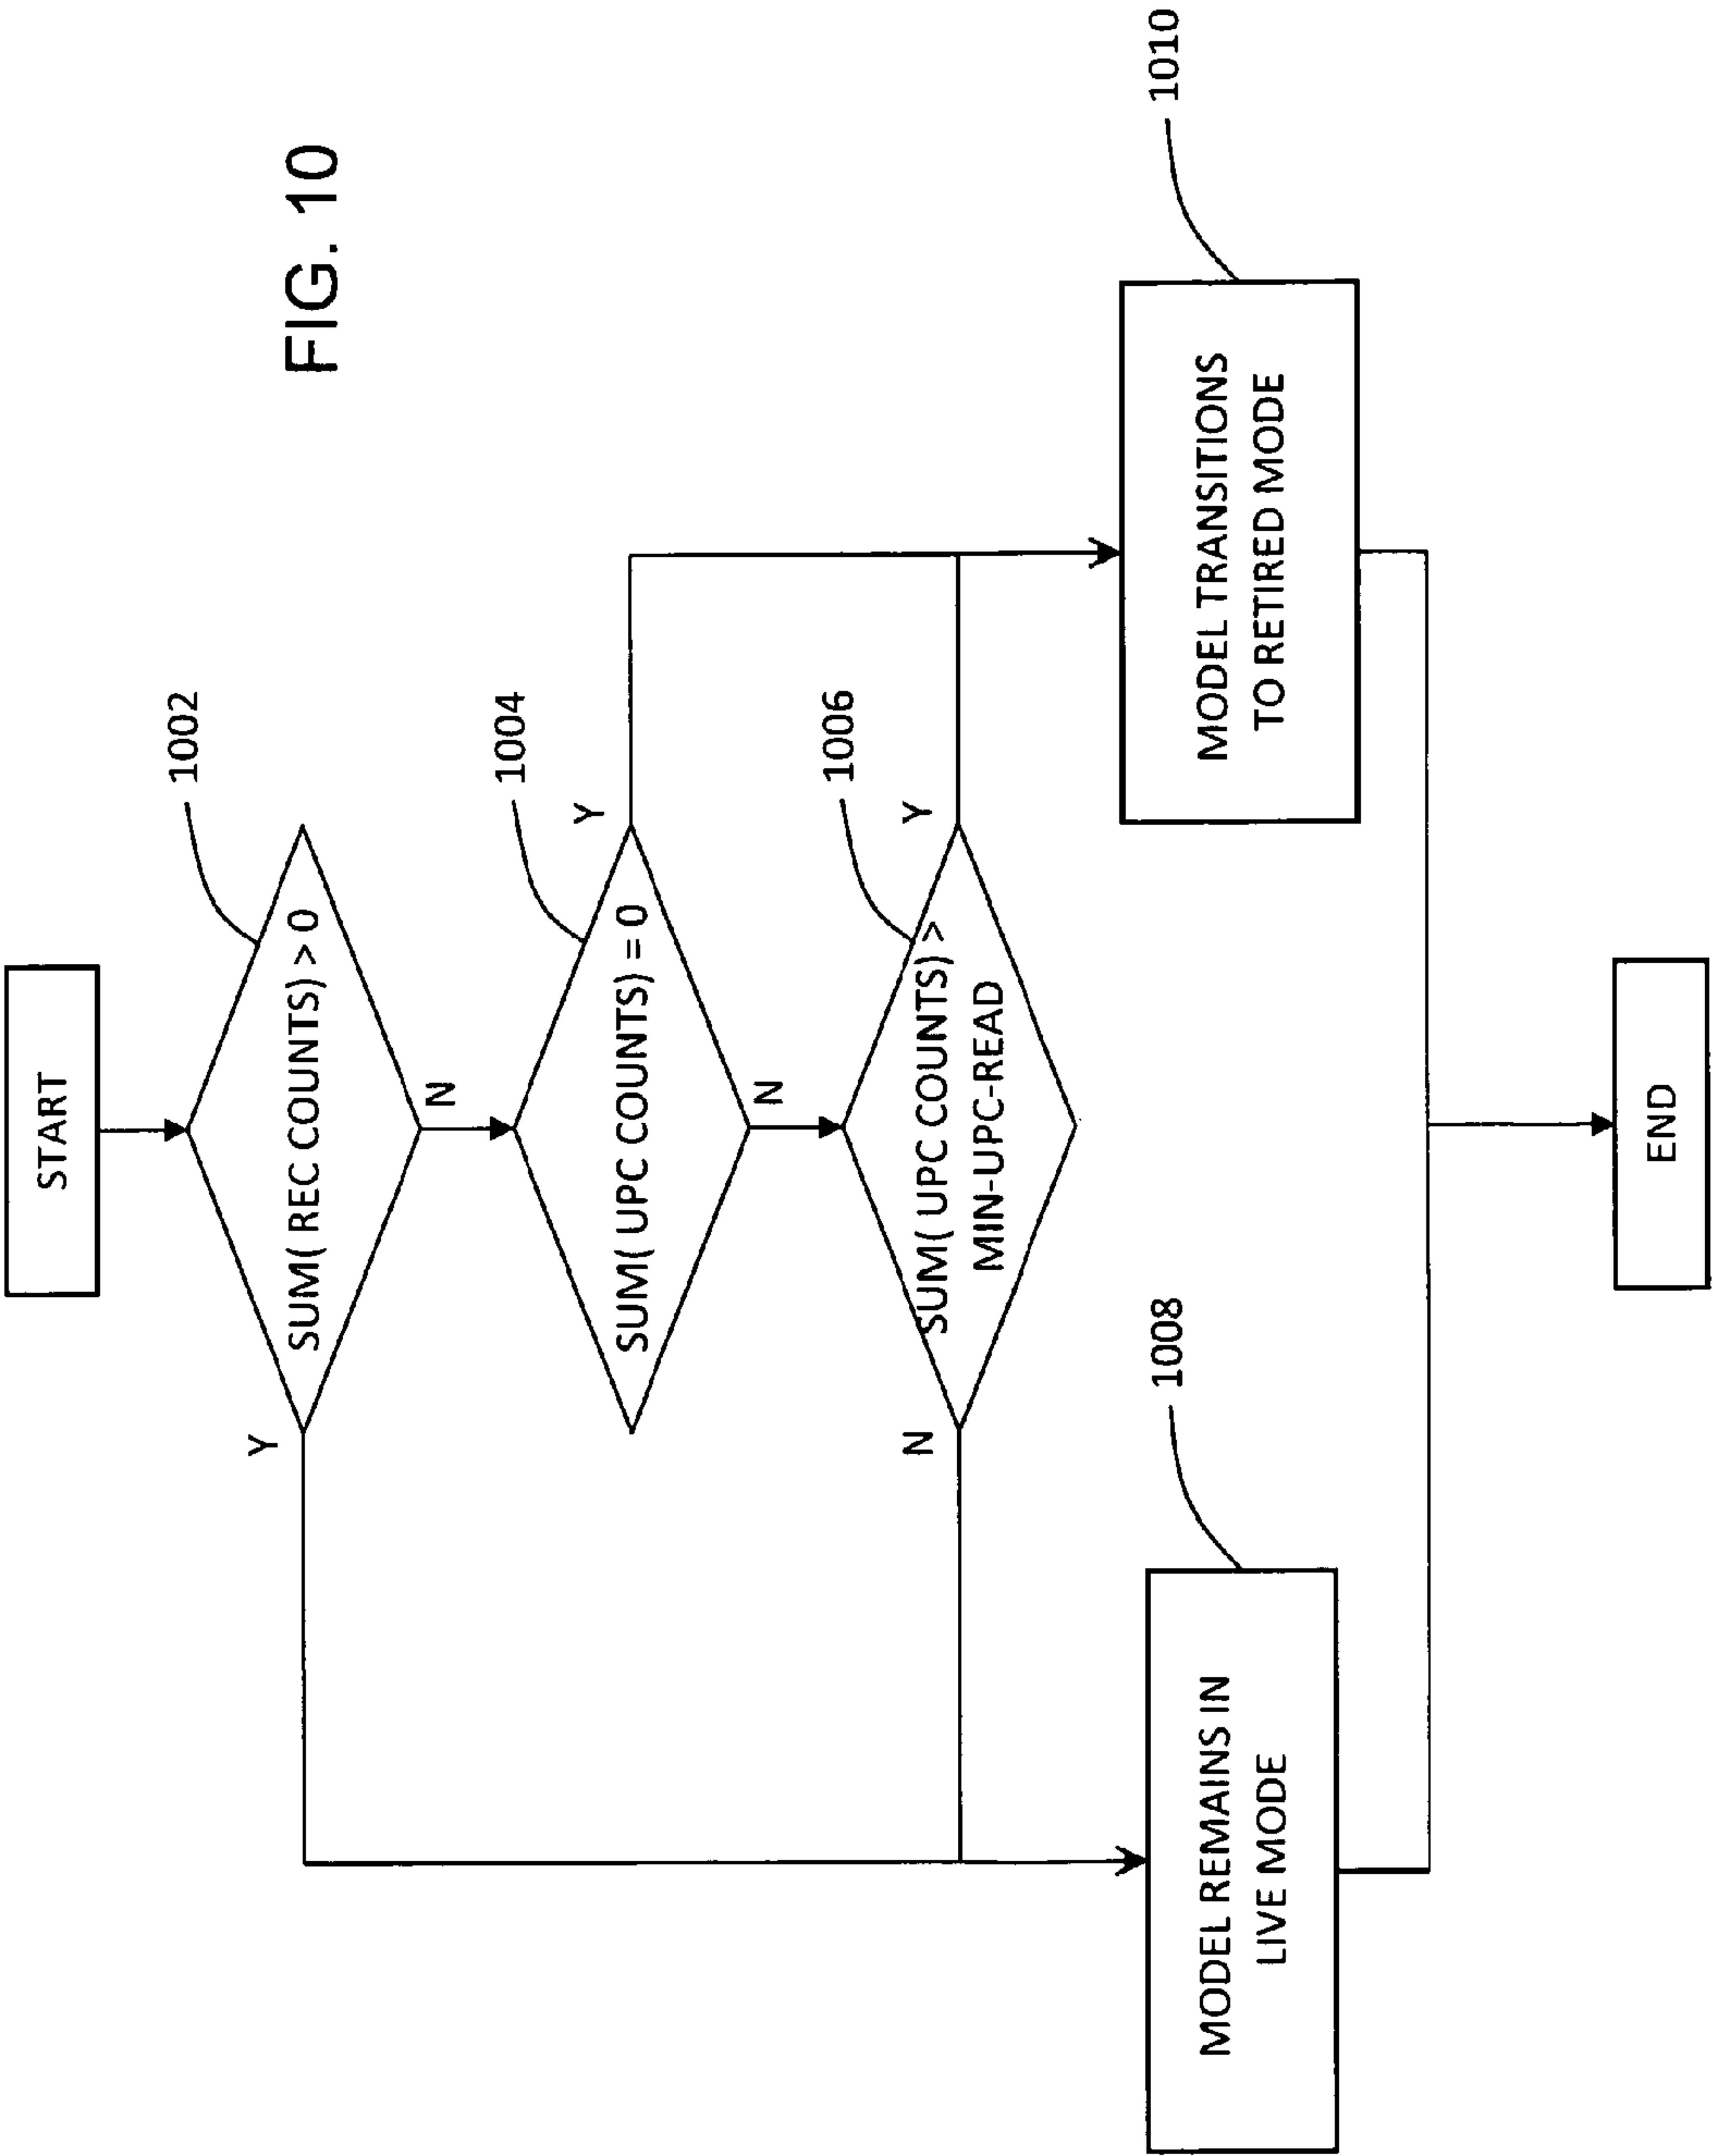 FIG. 10
START
SUM( REC COUNTS) > 0
1002
Y
N
SUM( UPC COUNTS) = 0
1004
Y
N
SUM( UPC COUNTS) >
MIN-UPC-READ
1006
N
Y
1008
MODEL REMAINS IN
LIVE MODE
1010
MODEL TRANSITIONS
TO RETIRED MODE
END